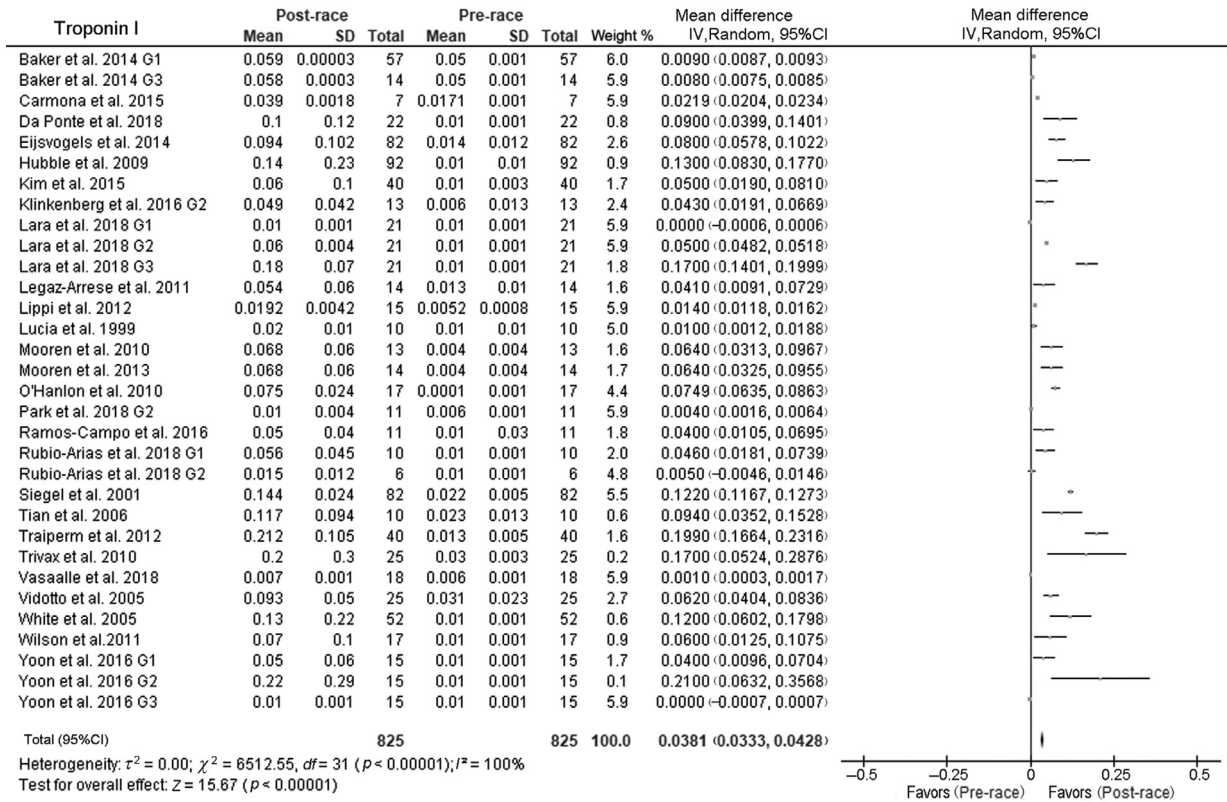 Troponin I Post-race Pre-race Mean difference Mean difference
Mean SD Total Mean SD Total Weight % IV,Random, 95%CI IV,Random, 95%CI
Baker et al. 2014 G1 0.059 0.00003 57 0.05 0.001 57 6.0 0.0090 (0.0087, 0.0093)
Baker et al. 2014 G3 0.058 0.0003 14 0.05 0.001 14 5.9 0.0080 (0.0075, 0.0085)
Carmona et al. 2015 0.039 0.0018 7 0.0171 0.001 7 5.9 0.0219 (0.0204, 0.0234)
Da Ponte et al. 2018 0.1 0.12 22 0.01 0.001 22 0.8 0.0900 (0.0399, 0.1401)
Eijsvogels et al. 2014 0.094 0.102 82 0.014 0.012 82 2.6 0.0800 (0.0578, 0.1022)
Hubble et al. 2009 0.14 0.23 92 0.01 0.01 92 0.9 0.1300 (0.0830, 0.1770)
Kim et al. 2015 0.06 0.1 40 0.01 0.003 40 1.7 0.0500 (0.0190, 0.0810)
Klinkenberg et al. 2016 G2 0.049 0.042 13 0.006 0.013 13 2.4 0.0430 (0.0191, 0.0669)
Lara et al. 2018 G1 0.01 0.001 21 0.01 0.001 21 5.9 0.0000 (−0.0006, 0.0006)
Lara et al. 2018 G2 0.06 0.004 21 0.01 0.001 21 5.9 0.0500 (0.0482, 0.0518)
Lara et al. 2018 G3 0.18 0.07 21 0.01 0.001 21 1.8 0.1700 (0.1401, 0.1999)
Legaz-Arrese et al. 2011 0.054 0.06 14 0.013 0.01 14 1.6 0.0410 (0.0091, 0.0729)
Lippi et al. 2012 0.0192 0.0042 15 0.0052 0.0008 15 5.9 0.0140 (0.0118, 0.0162)
Lucia et al. 1999 0.02 0.01 10 0.01 0.01 10 5.0 0.0100 (0.0012, 0.0188)
Mooren et al. 2010 0.068 0.06 13 0.004 0.004 13 1.6 0.0640 (0.0313, 0.0967)
Mooren et al. 2013 0.068 0.06 14 0.004 0.004 14 1.7 0.0640 (0.0325, 0.0955)
O'Hanlon et al. 2010 0.075 0.024 17 0.0001 0.001 17 4.4 0.0749 (0.0635, 0.0863)
Park et al. 2018 G2 0.01 0.004 11 0.006 0.001 11 5.9 0.0040 (0.0016, 0.0064)
Ramos-Campo et al. 2016 0.05 0.04 11 0.01 0.03 11 1.8 0.0400 (0.0105, 0.0695)
Rubio-Arias et al. 2018 G1 0.056 0.045 10 0.01 0.001 10 2.0 0.0460 (0.0181, 0.0739)
Rubio-Arias et al. 2018 G2 0.015 0.012 6 0.01 0.001 6 4.8 0.0050 (−0.0046, 0.0146)
Siegel et al. 2001 0.144 0.024 82 0.022 0.005 82 5.5 0.1220 (0.1167, 0.1273)
Tian et al. 2006 0.117 0.094 10 0.023 0.013 10 0.6 0.0940 (0.0352, 0.1528)
Traiperm et al. 2012 0.212 0.105 40 0.013 0.005 40 1.6 0.1990 (0.1664, 0.2316)
Trivax et al. 2010 0.2 0.3 25 0.03 0.003 25 0.2 0.1700 (0.0524, 0.2876)
Vasaalle et al. 2018 0.007 0.001 18 0.006 0.001 18 5.9 0.0010 (0.0003, 0.0017)
Vidotto et al. 2005 0.093 0.05 25 0.031 0.023 25 2.7 0.0620 (0.0404, 0.0836)
White et al. 2005 0.13 0.22 52 0.01 0.001 52 0.6 0.1200 (0.0602, 0.1798)
Wilson et al.2011 0.07 0.1 17 0.01 0.001 17 0.9 0.0600 (0.0125, 0.1075)
Yoon et al. 2016 G1 0.05 0.06 15 0.01 0.001 15 1.7 0.0400 (0.0096, 0.0704)
Yoon et al. 2016 G2 0.22 0.29 15 0.01 0.001 15 0.1 0.2100 (0.0632, 0.3568)
Yoon et al. 2016 G3 0.01 0.001 15 0.01 0.001 15 5.9 0.0000 (−0.0007, 0.0007)
Total (95%CI) 825 825 100.0 0.0381 (0.0333, 0.0428)
Heterogeneity: τ² = 0.00; χ² = 6512.55, df = 31 (p < 0.00001); I² = 100%
Test for overall effect: Z = 15.67 (p < 0.00001)
−0.5 −0.25 0 0.25 0.5
Favors (Pre-race) Favors (Post-race)